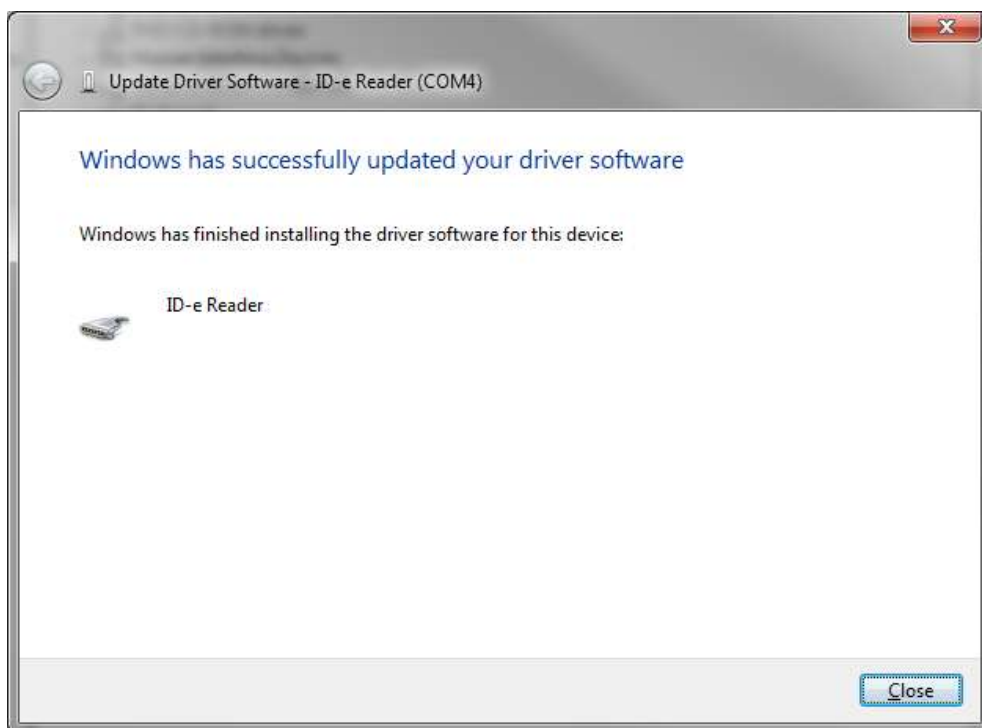 Update Driver Software - ID-e Reader (COM4)
Windows has successfully updated your driver software
Windows has finished installing the driver software for this device:
ID-e Reader
Close